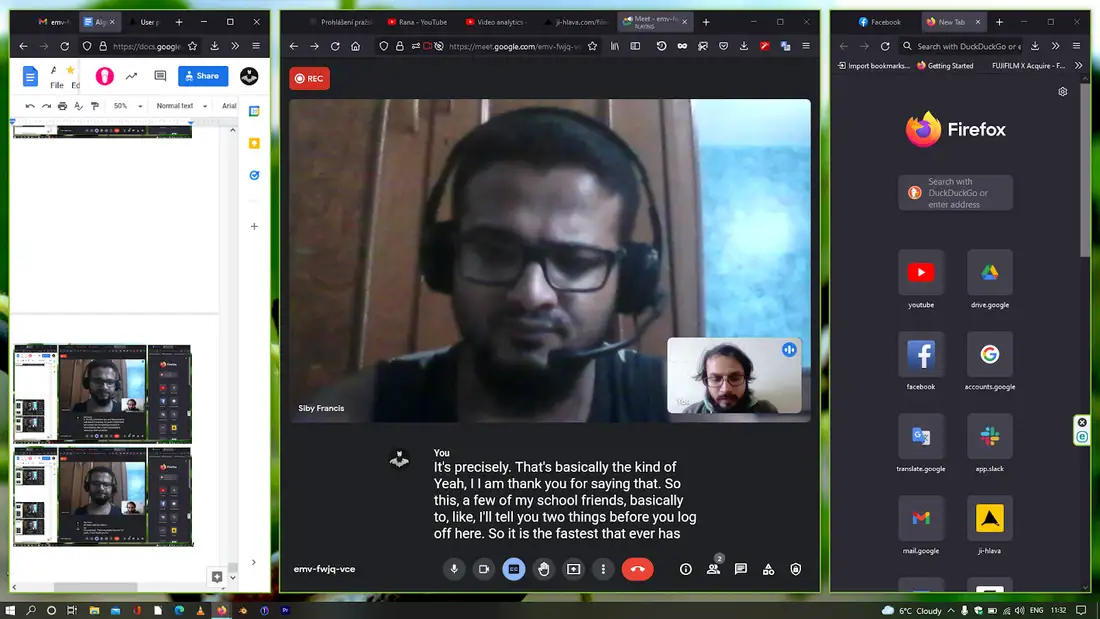 emv-f
Algo
User p
https://docs.google.
A
File
Ed
Share
50%
Normal text
Arial
Prohlášení praži
Rana - YouTube
Video analytics -
ji-hlava.com/film
Meet - emv-f
PLAYING
https://meet.google.com/emv-fwjq-v
REC
Siby Francis
You
You
It's precisely. That's basically the kind of
Yeah, I I am thank you for saying that. So
this, a few of my school friends, basically
to, like, I'll tell you two things before you log
off here. So it is the fastest that ever has
emv-fwjq-vce
2
Facebook
New Tab
Search with DuckDuckGo or e
Import bookmarks...
Getting Started
FUJIFILM X Acquire - F...
Firefox
Search with
DuckDuckGo or
enter address
youtube
drive.google
facebook
accounts.google
translate.google
app.slack
mail.google
ji-hlava
6°C Cloudy
ENG
11:32